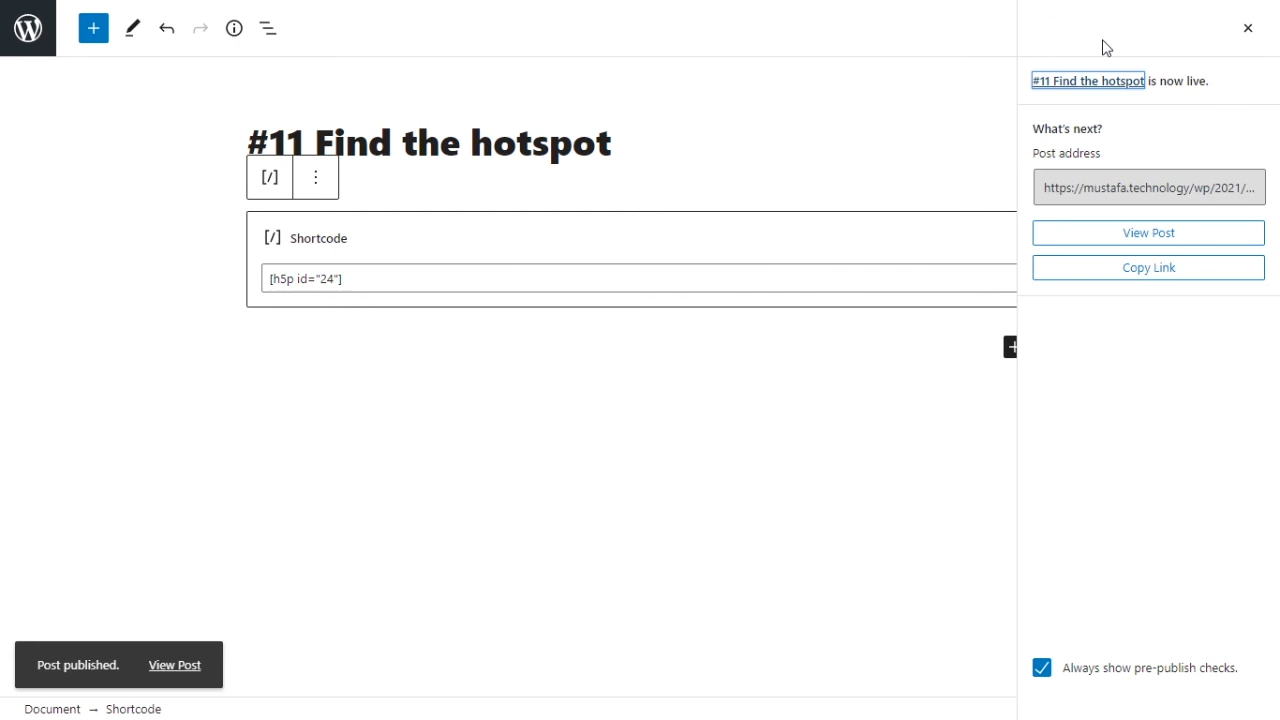 #11 Find the hotspot is now live.
#11 Find the hotspot
What's next?
Post address
https://mustafa.technology/wp/2021/...
[/]
View Post
[/] Shortcode
Copy Link
[h5p id="24"]
Post published. View Post
Always show pre-publish checks.
Document → Shortcode